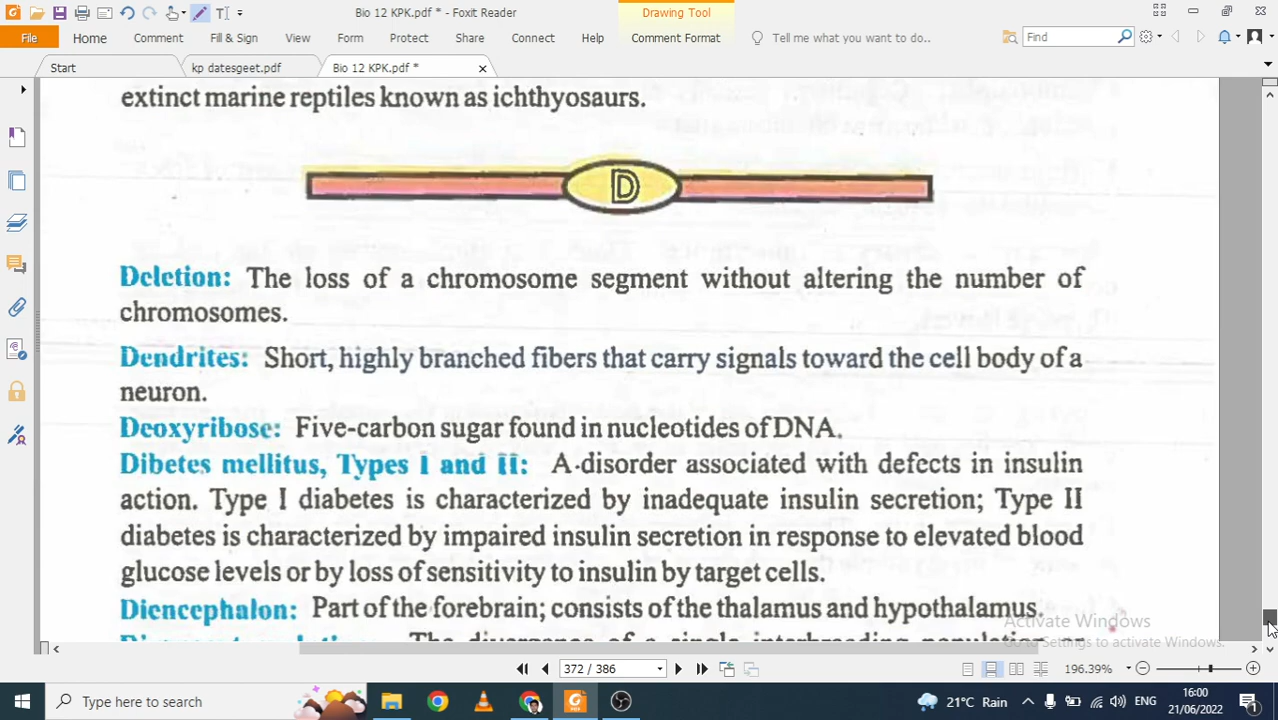 Bio 12 KPK.pdf * - Foxit Reader
Drawing Tool
File Home Comment Fill & Sign View Form Protect Share Connect Help Comment Format Tell me what you want to do.. Find
Start kp datesgeet.pdf Bio 12 KPK.pdf *
extinct marine reptiles known as ichthyosaurs.
D
Deletion: The loss of a chromosome segment without altering the number of
chromosomes.
Dendrites: Short, highly branched fibers that carry signals toward the cell body of a
neuron.
Deoxyribose: Five-carbon sugar found in nucleotides of DNA.
Dibetes mellitus, Types I and II: A disorder associated with defects in insulin
action. Type I diabetes is characterized by inadequate insulin secretion; Type II
diabetes is characterized by impaired insulin secretion in response to elevated blood
glucose levels or by loss of sensitivity to insulin by target cells.
Diencephalon: Part of the forebrain; consists of the thalamus and hypothalamus.
The divergence of a single interbreeding population
Activate Windows
Go to Settings to activate Windows.
372 / 386
196.39%
Type here to search
21°C Rain
ENG
16:00
21/06/2022
1